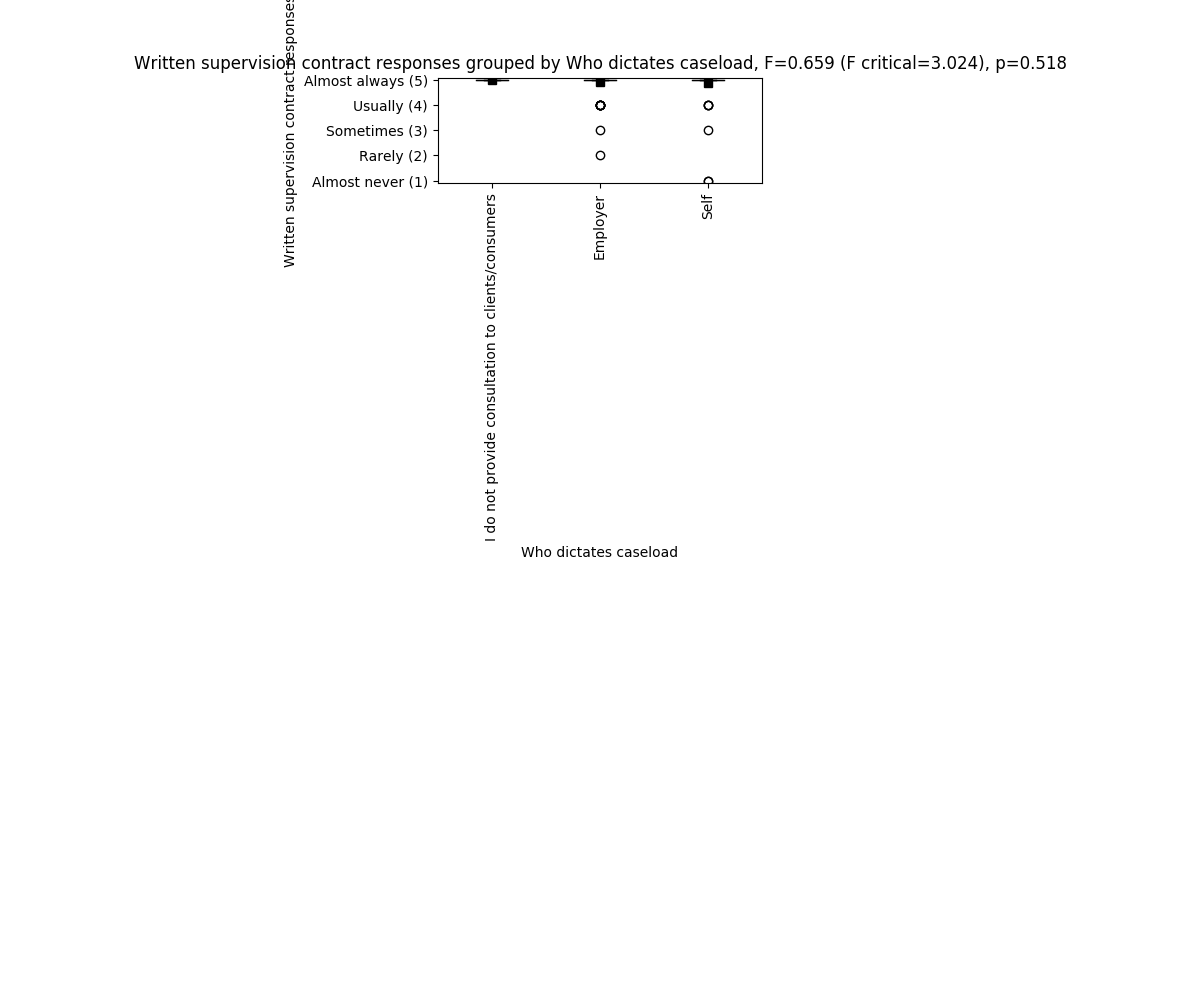 Written supervision contract responses grouped by Who dictates caseload, F=0.659 (F critical=3.024), p=0.518
Written supervision contract responses
Almost always (5)
Usually (4)
Sometimes (3)
Rarely (2)
Almost never (1)
I do not provide consultation to clients/consumers
Employer
Self
Who dictates caseload